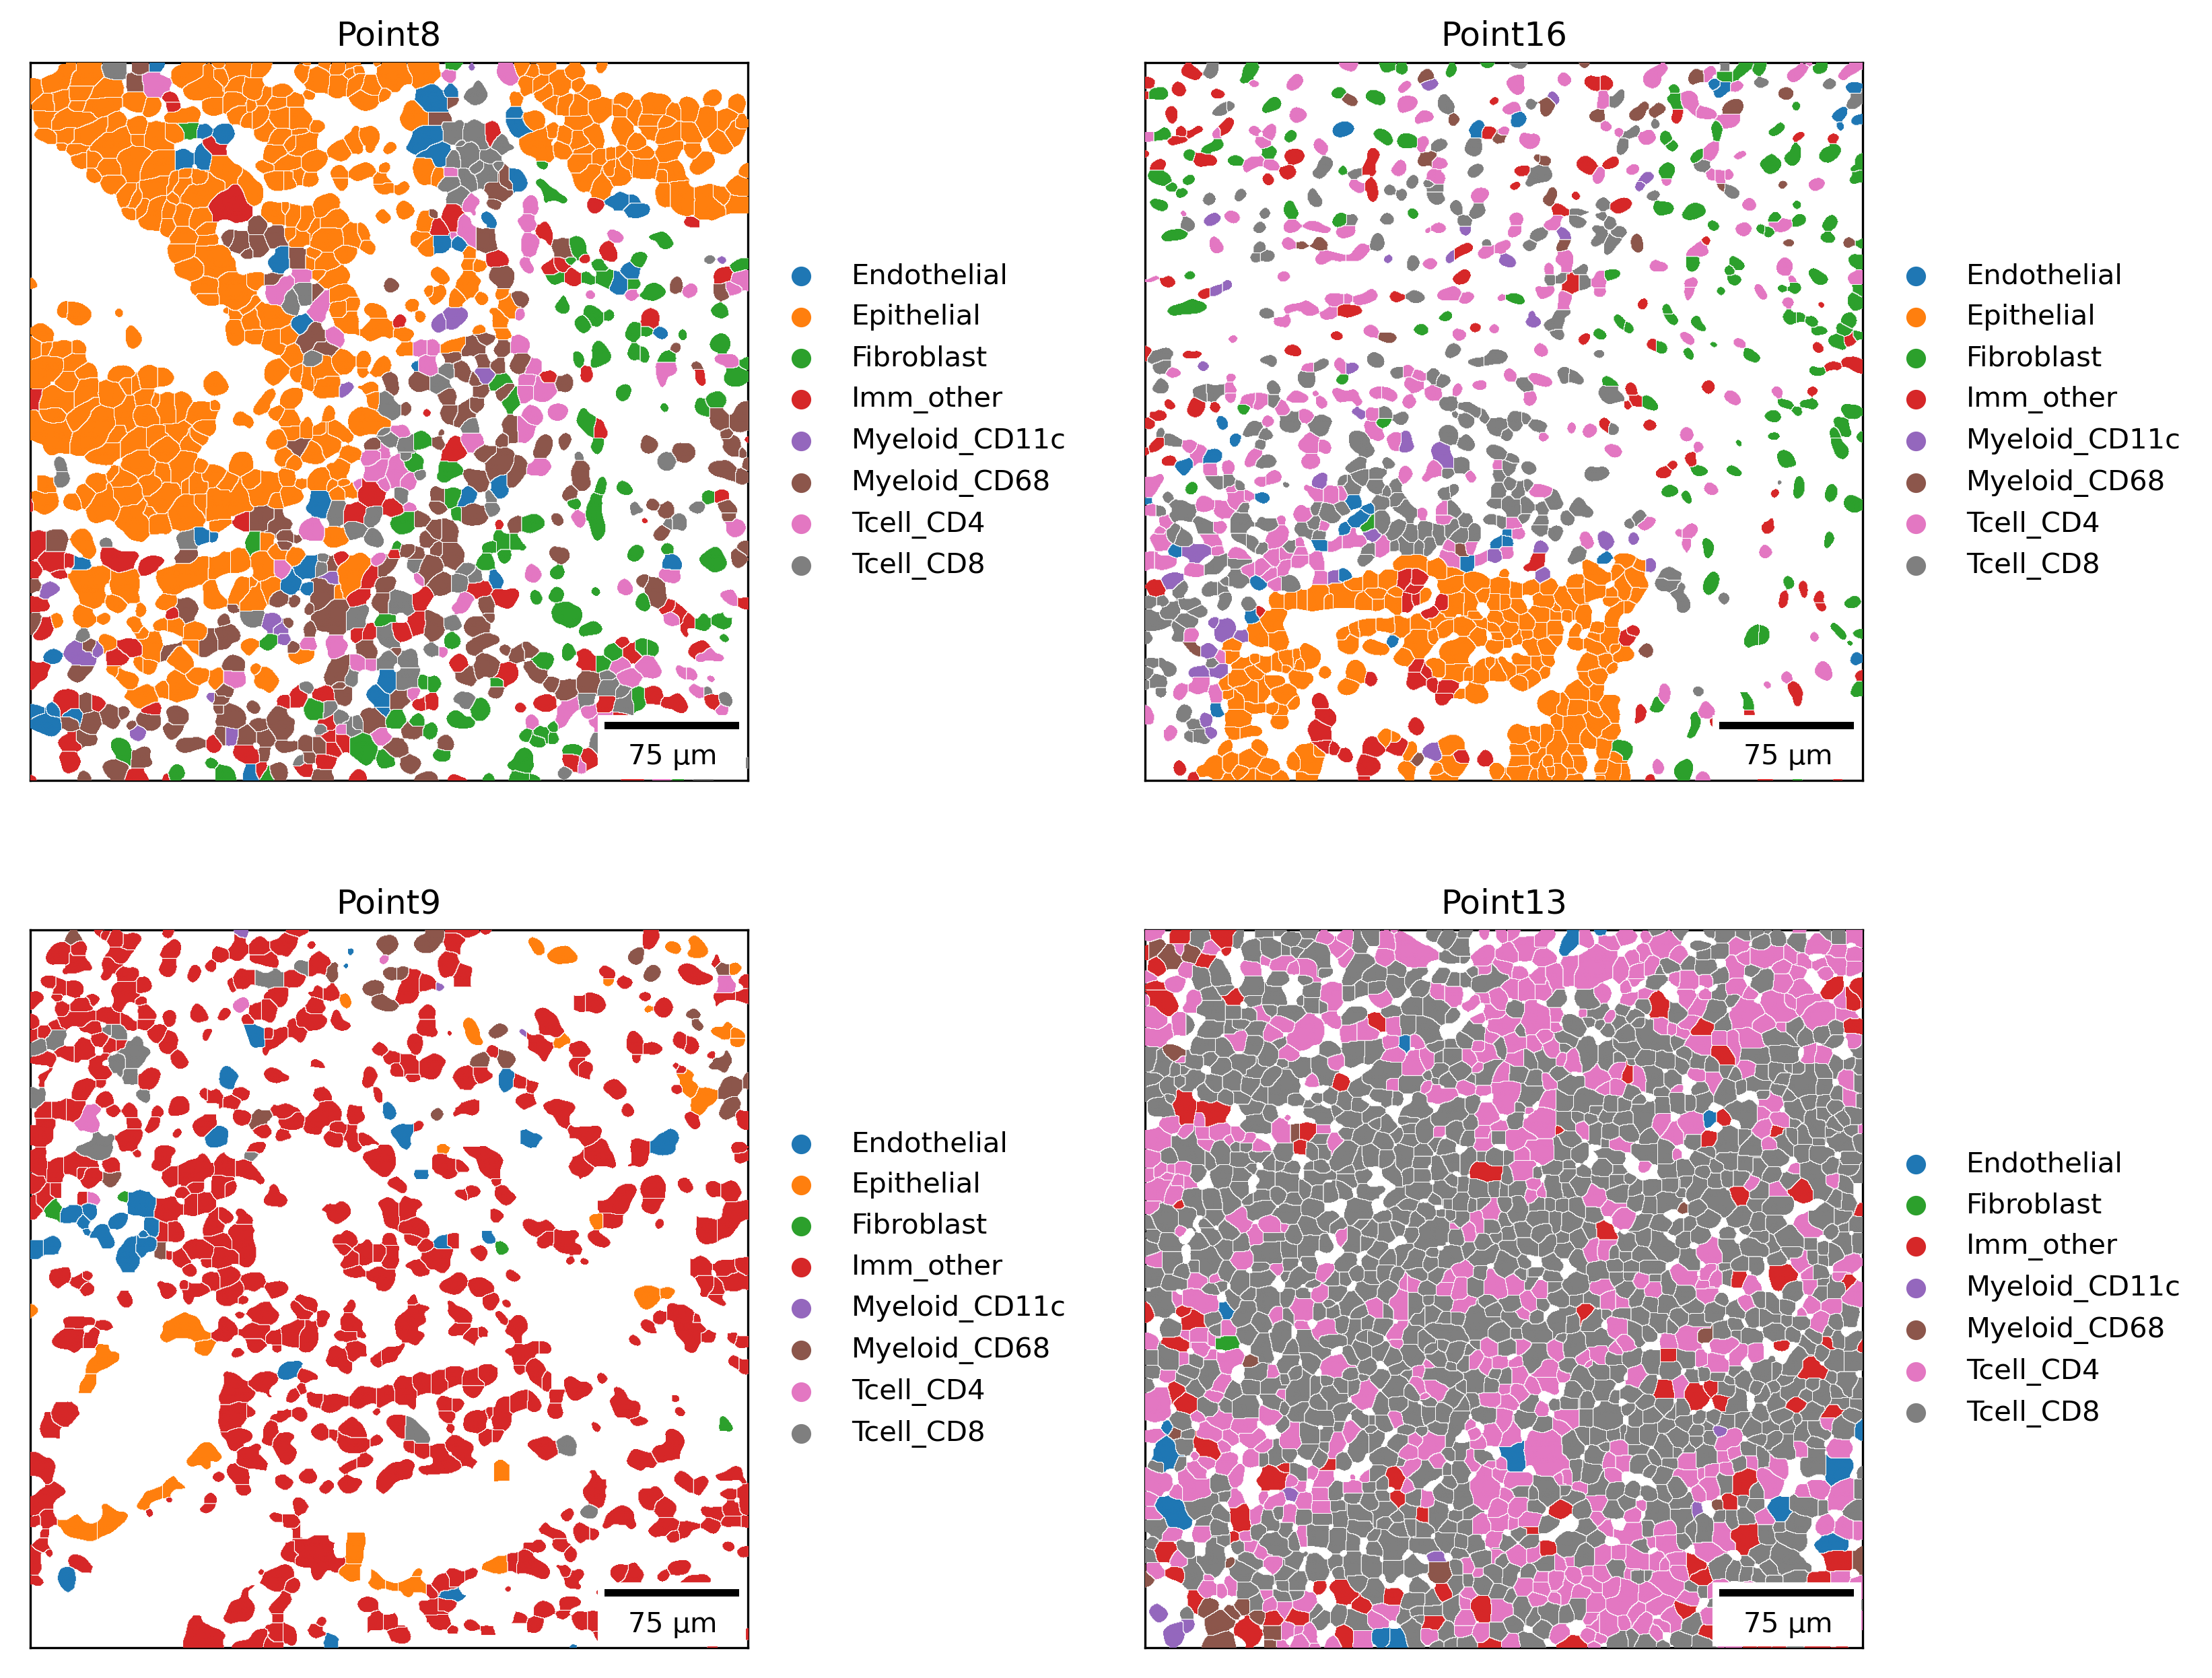 Point8
Endothelial
Epithelial
Fibroblast
Imm_other
Myeloid_CD11c
Myeloid_CD68
Tcell_CD4
Tcell_CD8
75 μm
Point16
Endothelial
Epithelial
Fibroblast
Imm_other
Myeloid_CD11c
Myeloid_CD68
Tcell_CD4
Tcell_CD8
75 μm
Point9
Endothelial
Epithelial
Fibroblast
Imm_other
Myeloid_CD11c
Myeloid_CD68
Tcell_CD4
Tcell_CD8
75 μm
Point13
Endothelial
Fibroblast
Imm_other
Myeloid_CD11c
Myeloid_CD68
Tcell_CD4
Tcell_CD8
75 μm